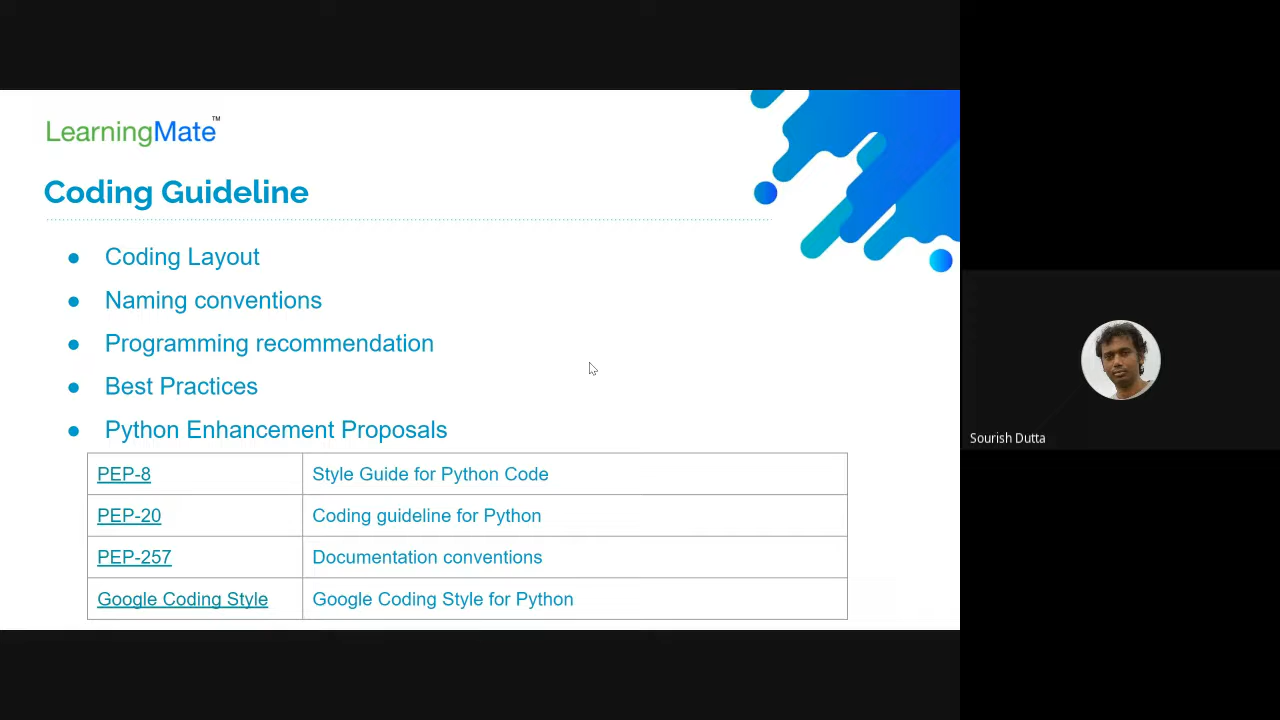 LearningMate™
Coding Guideline
● Coding Layout
● Naming conventions
● Programming recommendation
● Best Practices
● Python Enhancement Proposals
PEP-8 Style Guide for Python Code
PEP-20 Coding guideline for Python
PEP-257 Documentation conventions
Google Coding Style Google Coding Style for Python
Sourish Dutta